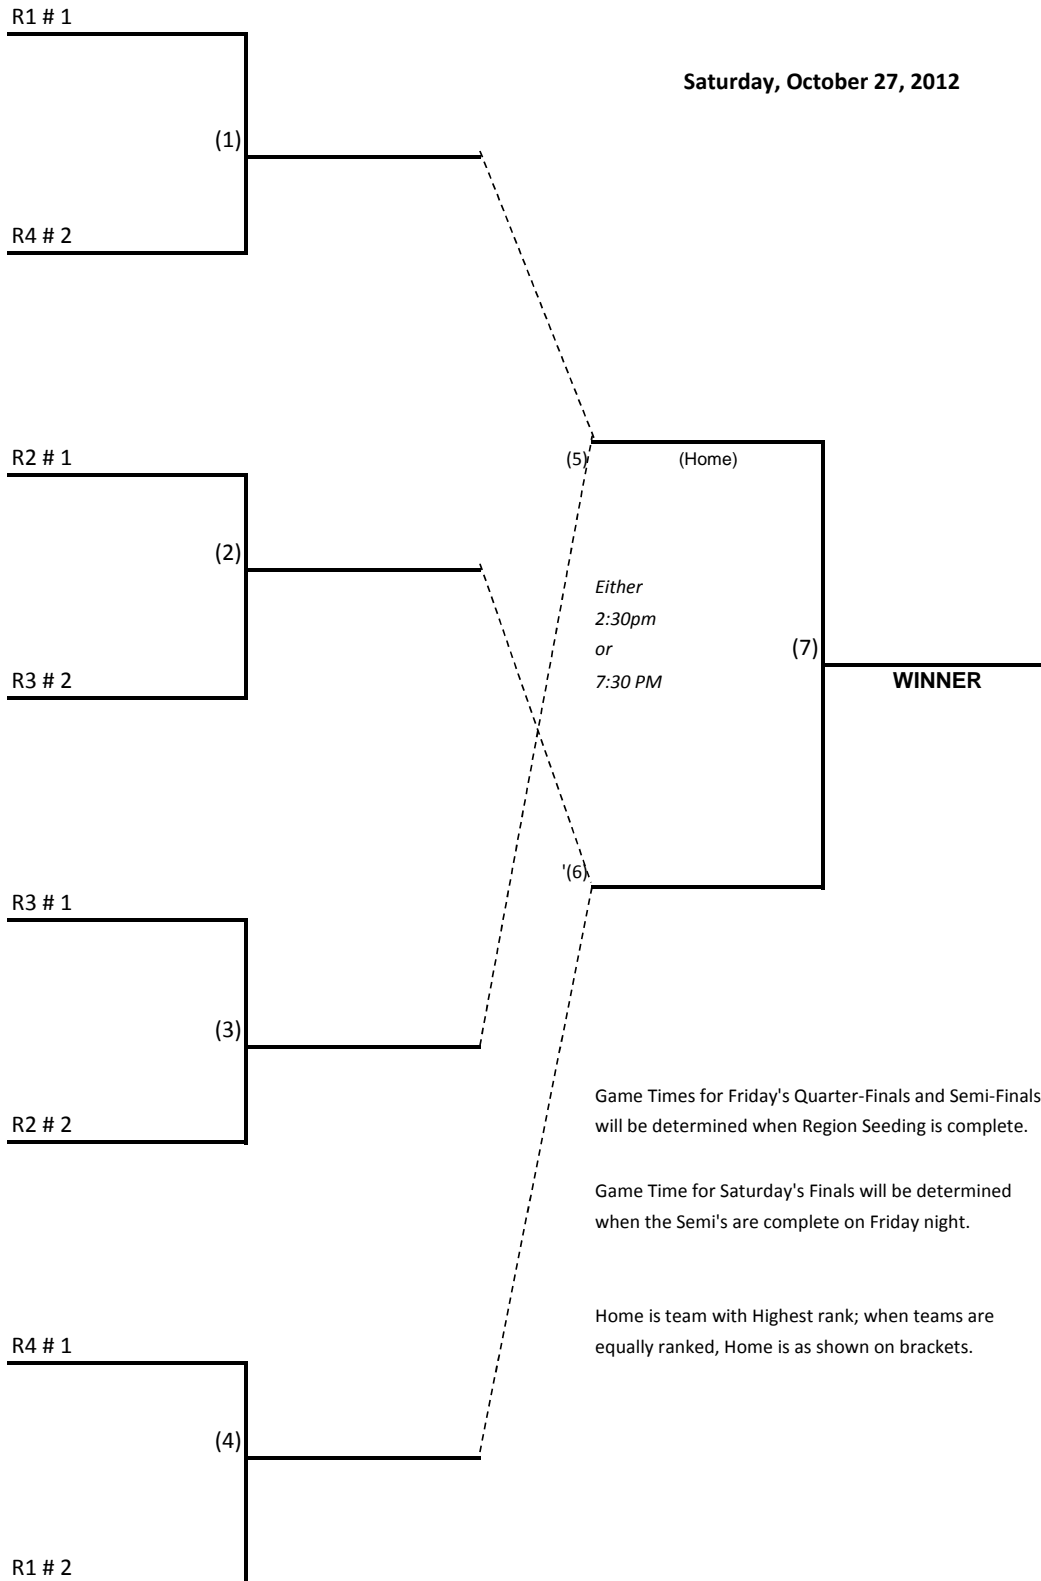 R1 # 1
Saturday, October 27, 2012
(1)
R4 # 2
R2 # 1
(5)
(Home)
(2)
Either
2:30pm
or
(7)
7:30 PM
R3 # 2
WINNER
'(6)
R3 # 1
(3)
Game Times for Friday's Quarter-Finals and Semi-Finals
will be determined when Region Seeding is complete.
R2 # 2
Game Time for Saturday's Finals will be determined
when the Semi's are complete on Friday night.
Home is team with Highest rank; when teams are
equally ranked, Home is as shown on brackets.
R4 # 1
(4)
R1 # 2